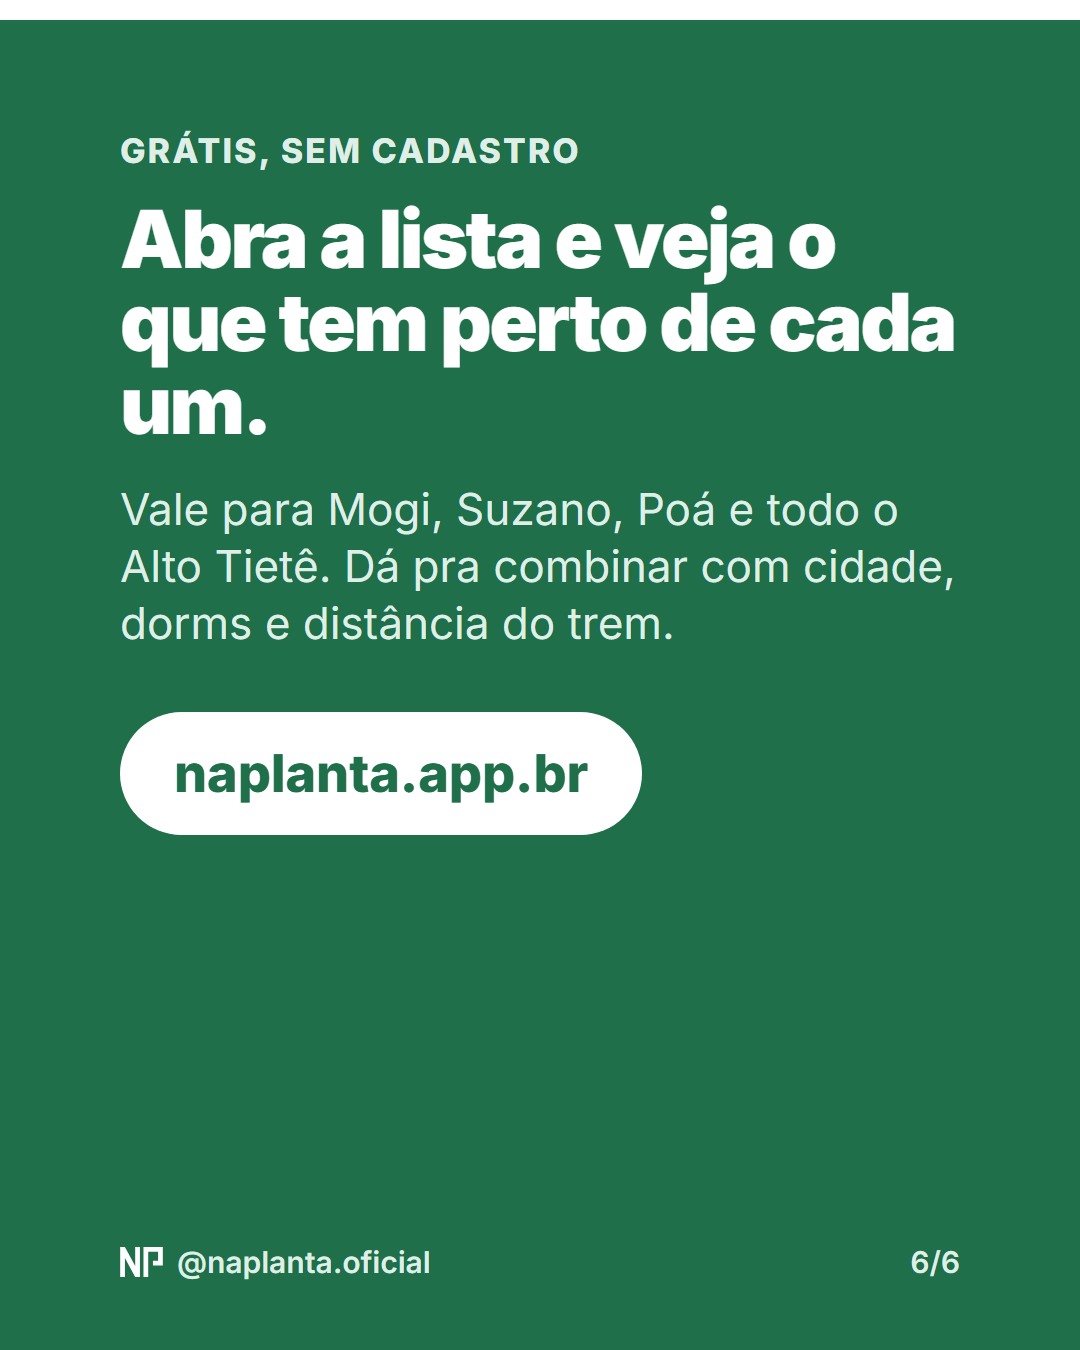 GRÁTIS, SEM CADASTRO
Abra a lista e veja o
que tem perto de cada
um.
Vale para Mogi, Suzano, Poá e todo o
Alto Tietê. Dá pra combinar com cidade,
dorms e distância do trem.
naplanta.app.br
NP @naplanta.oficial
6/6